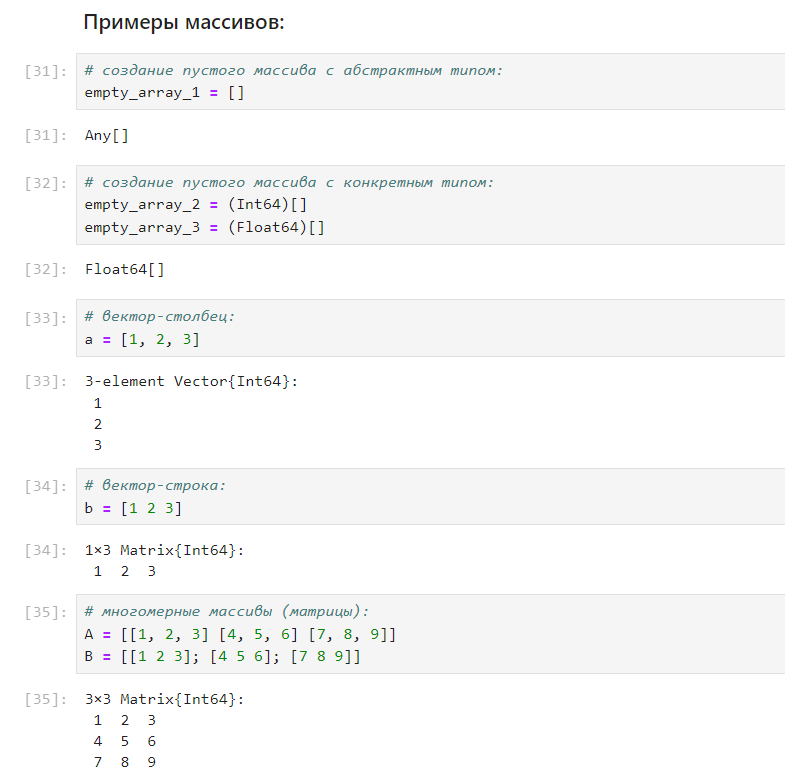 Примеры массивов:
[31]: # создание пустого массива с абстрактным типом:
empty_array_1 = []
[31]: Any[]
[32]: # создание пустого массива с конкретным типом:
empty_array_2 = (Int64)[]
empty_array_3 = (Float64)[]
[32]: Float64[]
[33]: # вектор-столбец:
a = [1, 2, 3]
[33]: 3-element Vector{Int64}:
1
2
3
[34]: # вектор-строка:
b = [1 2 3]
[34]: 1×3 Matrix{Int64}:
1 2 3
[35]: # многомерные массивы (матрицы):
A = [[1, 2, 3] [4, 5, 6] [7, 8, 9]]
B = [[1 2 3]; [4 5 6]; [7 8 9]]
[35]: 3×3 Matrix{Int64}:
1 2 3
4 5 6
7 8 9